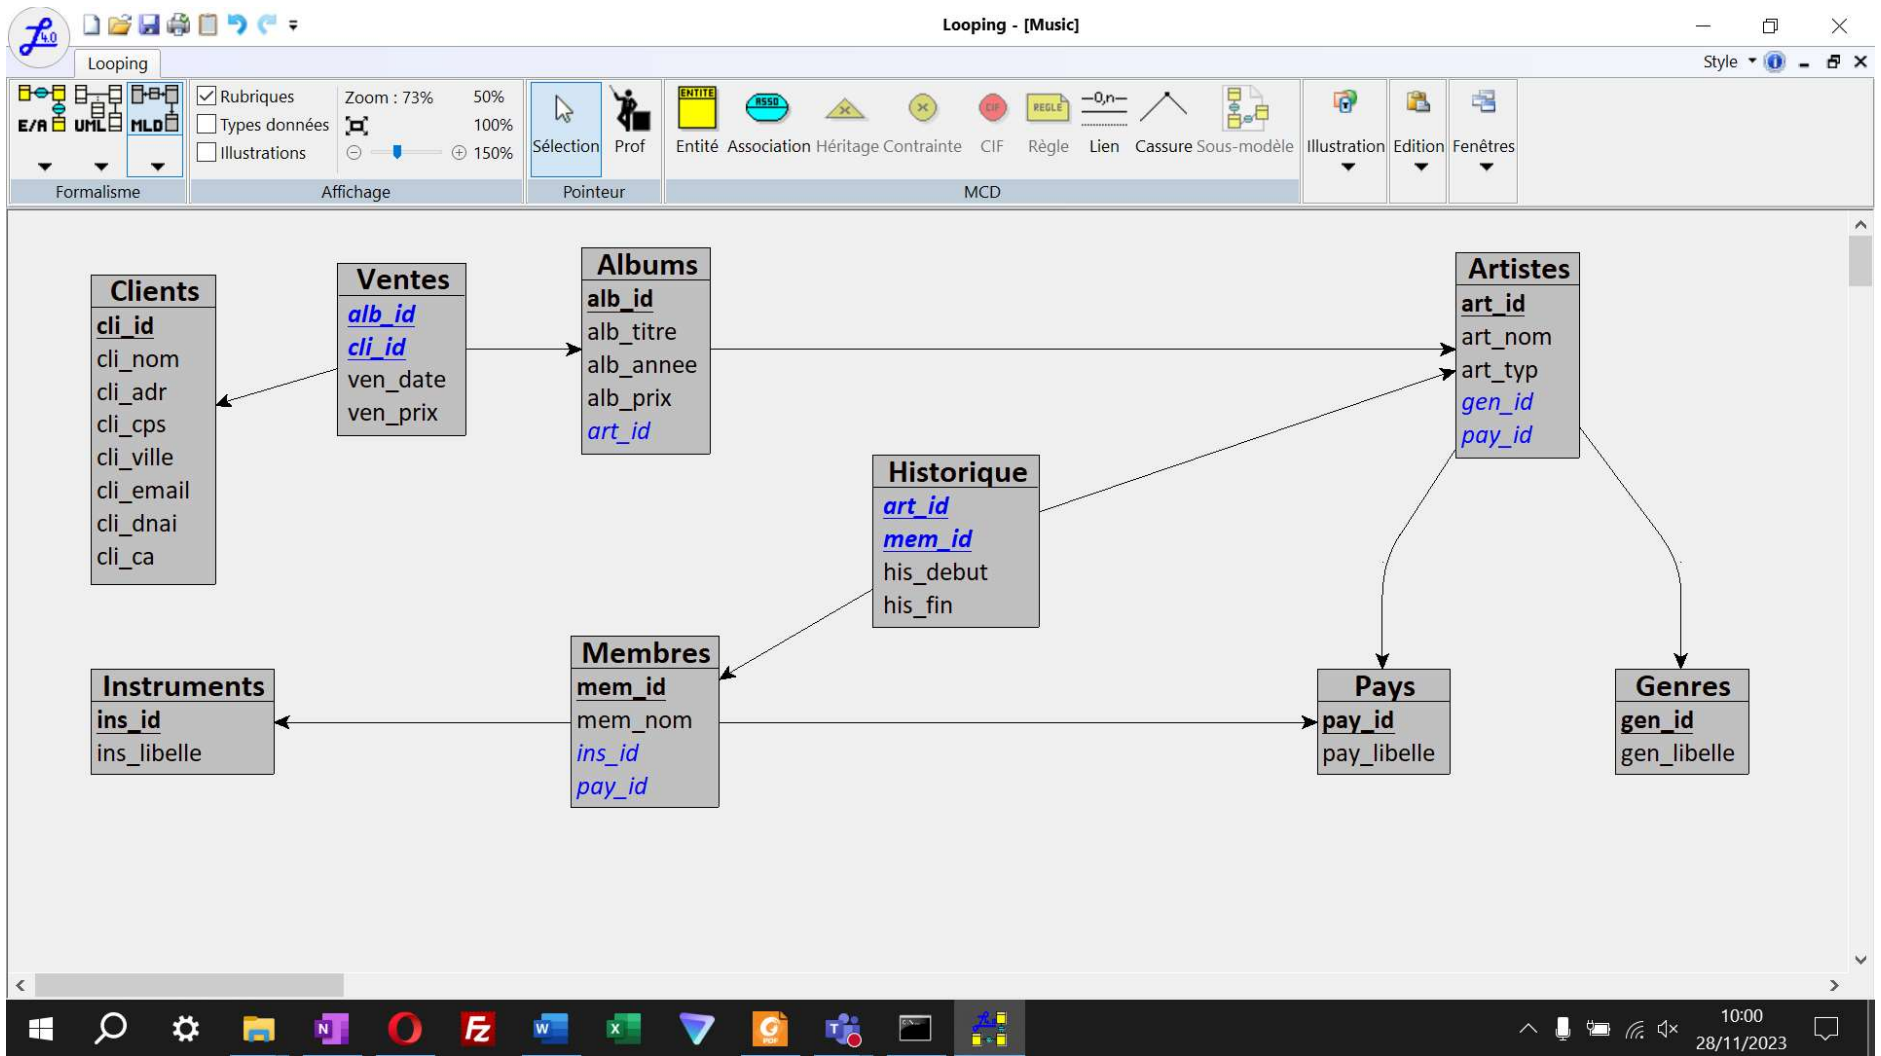 Looping - [Music]
Looping
Style
E/A
UML
MLD
Formalisme
Rubriques
Types données
Illustrations
Zoom : 73%
50%
100%
150%
Affichage
Sélection
Prof
Pointeur
ENTITE
Entité
ASSO
Association
Héritage
Contrainte
CIF
CIF
REGLE
Règle
0,n
Lien
Cassure
Sous-modèle
MCD
Illustration
Edition
Fenêtres
Clients
cli_id
cli_nom
cli_adr
cli_cps
cli_ville
cli_email
cli_dnai
cli_ca
Ventes
alb_id
cli_id
ven_date
ven_prix
Albums
alb_id
alb_titre
alb_annee
alb_prix
art_id
Artistes
art_id
art_nom
art_typ
gen_id
pay_id
Historique
art_id
mem_id
his_debut
his_fin
Instruments
ins_id
ins_libelle
Membres
mem_id
mem_nom
ins_id
pay_id
Pays
pay_id
pay_libelle
Genres
gen_id
gen_libelle
10:00
28/11/2023